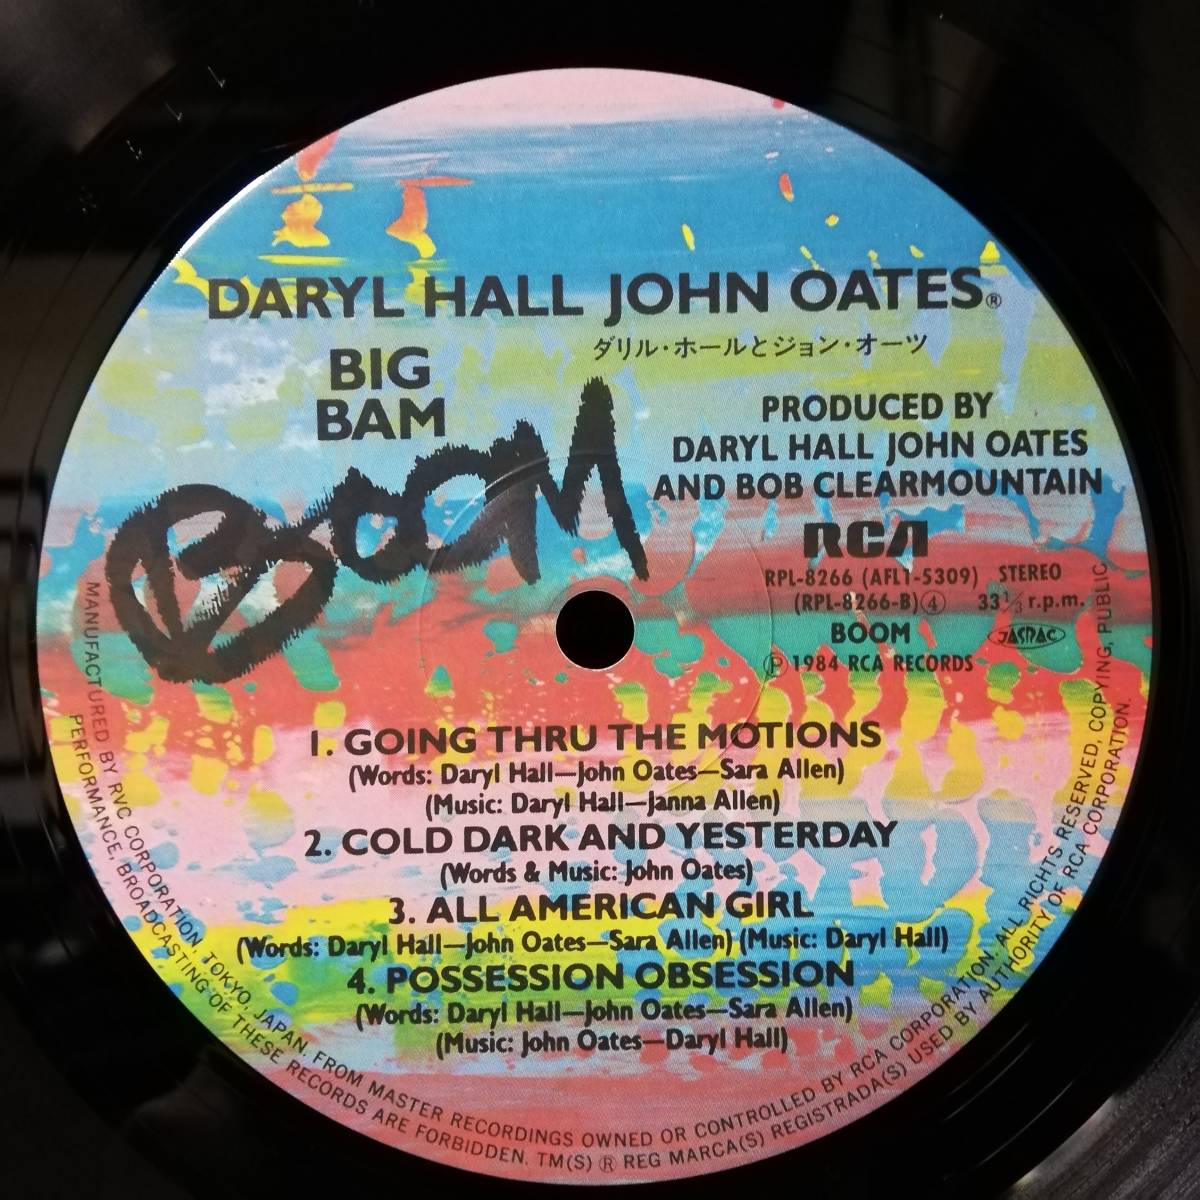 DARYL HALL JOHN OATES®
ダリル・ホールとジョン・オーツ
BIG
BAM
BOOM
PRODUCED BY
DARYL HALL JOHN OATES
AND BOB CLEARMOUNTAIN
RCA
RPL-8266 (AFL1-5309) STEREO
(RPL-8266-B)④ 33 1/3 r.p.m.
BOOM JASRAC
Ⓟ1984 RCA RECORDS
1. GOING THRU THE MOTIONS
(Words: Daryl Hall—John Oates—Sara Allen)
(Music: Daryl Hall—Janna Allen)
2. COLD DARK AND YESTERDAY
(Words & Music: John Oates)
3. ALL AMERICAN GIRL
(Words: Daryl Hall—John Oates—Sara Allen) (Music: Daryl Hall)
4. POSSESSION OBSESSION
(Words: Daryl Hall—John Oates—Sara Allen)
(Music: John Oates—Daryl Hall)
MANUFACTURED BY RVC CORPORATION, TOKYO, JAPAN. FROM MASTER RECORDINGS OWNED OR CONTROLLED BY RCA CORPORATION. ALL RIGHTS RESERVED, COPYING, PUBLIC
PERFORMANCE, BROADCASTING OF THESE RECORDS ARE FORBIDDEN. TM(S) ® REG MARCA(S) REGISTRADA(S) USED BY AUTHORITY OF RCA CORPORATION.